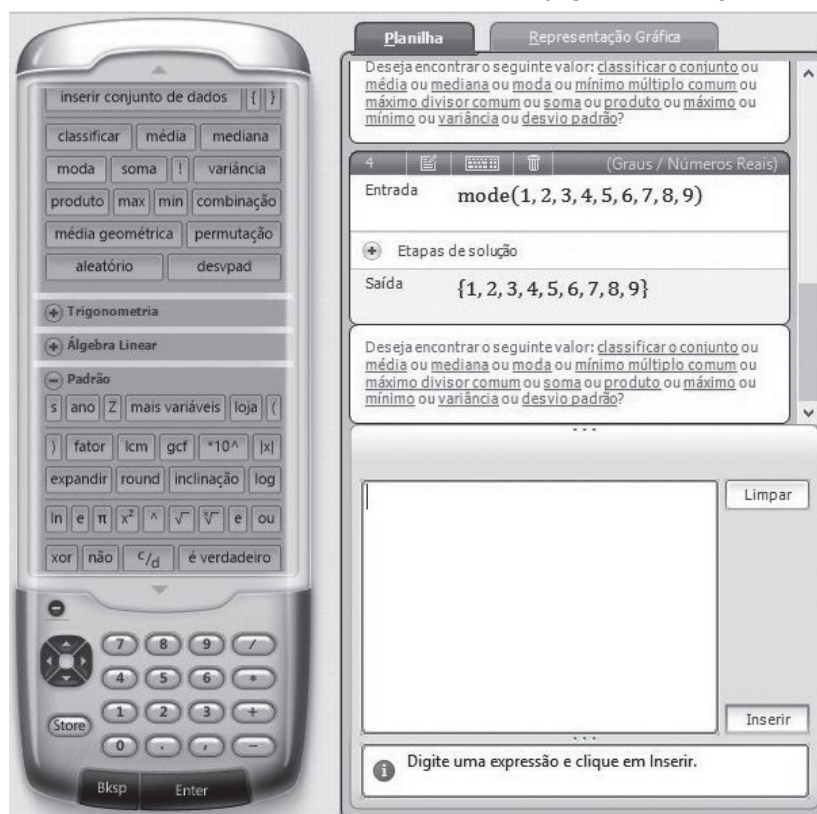 inserir conjunto de dados { }
classificar média mediana
moda soma ! variância
produto max min combinação
média geométrica permutação
aleatório desvpad
Trigonometria
Álgebra Linear
Padrão
s ano Z mais variáveis loja (
) fator lcm gcf *10^ |x|
expandir round inclinação log
ln e π x² ^ √ ˣ√ e ou
xor não c/d é verdadeiro
7 8 9 /
4 5 6 *
Store 1 2 3 +
0 . , −
Bksp Enter
Planilha Representação Gráfica
Deseja encontrar o seguinte valor: classificar o conjunto ou
média ou mediana ou moda ou mínimo múltiplo comum ou
máximo divisor comum ou soma ou produto ou máximo ou
mínimo ou variância ou desvio padrão?
4 (Graus / Números Reais)
Entrada mode(1, 2, 3, 4, 5, 6, 7, 8, 9)
Etapas de solução
Saída {1, 2, 3, 4, 5, 6, 7, 8, 9}
Deseja encontrar o seguinte valor: classificar o conjunto ou
média ou mediana ou moda ou mínimo múltiplo comum ou
máximo divisor comum ou soma ou produto ou máximo ou
mínimo ou variância ou desvio padrão?
Limpar
Inserir
Digite uma expressão e clique em Inserir.